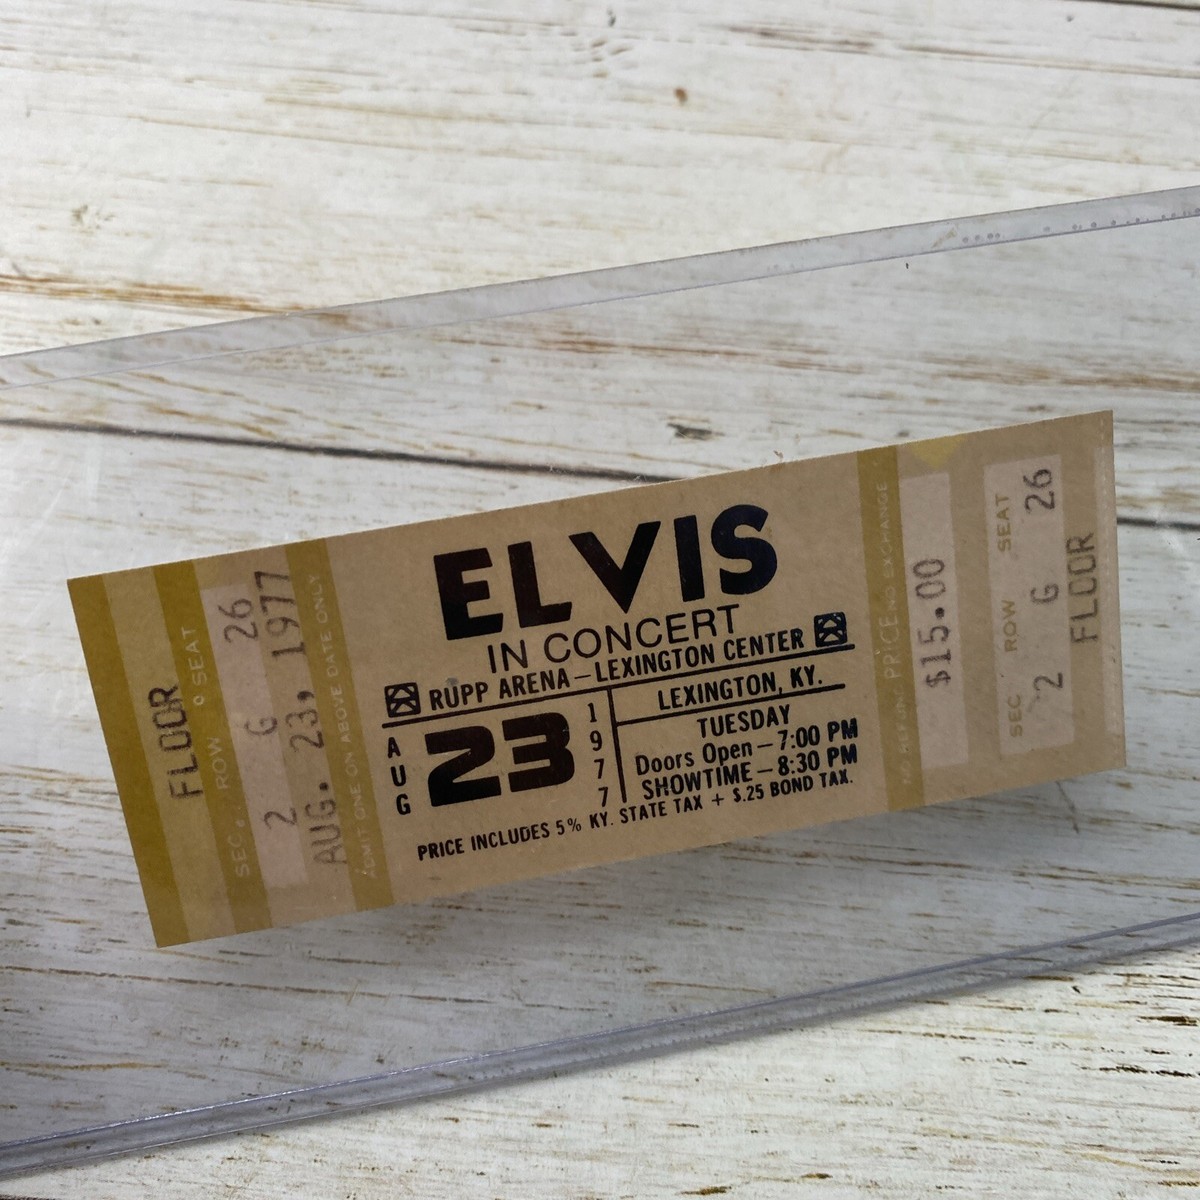 FLOOR
SEC. ROW SEAT
2 G 26
AUG. 23, 1977
ADMIT ONE ON ABOVE DATE ONLY
ELVIS
IN CONCERT
RUPP ARENA—LEXINGTON CENTER
AUG 23 1977
LEXINGTON, KY.
TUESDAY
Doors Open—7:00 PM
SHOWTIME—8:30 PM
PRICE INCLUDES 5% KY. STATE TAX + $.25 BOND TAX.
PRICE NO EXCHANGE
$15.00
SEC ROW SEAT
2 G 26
FLOOR